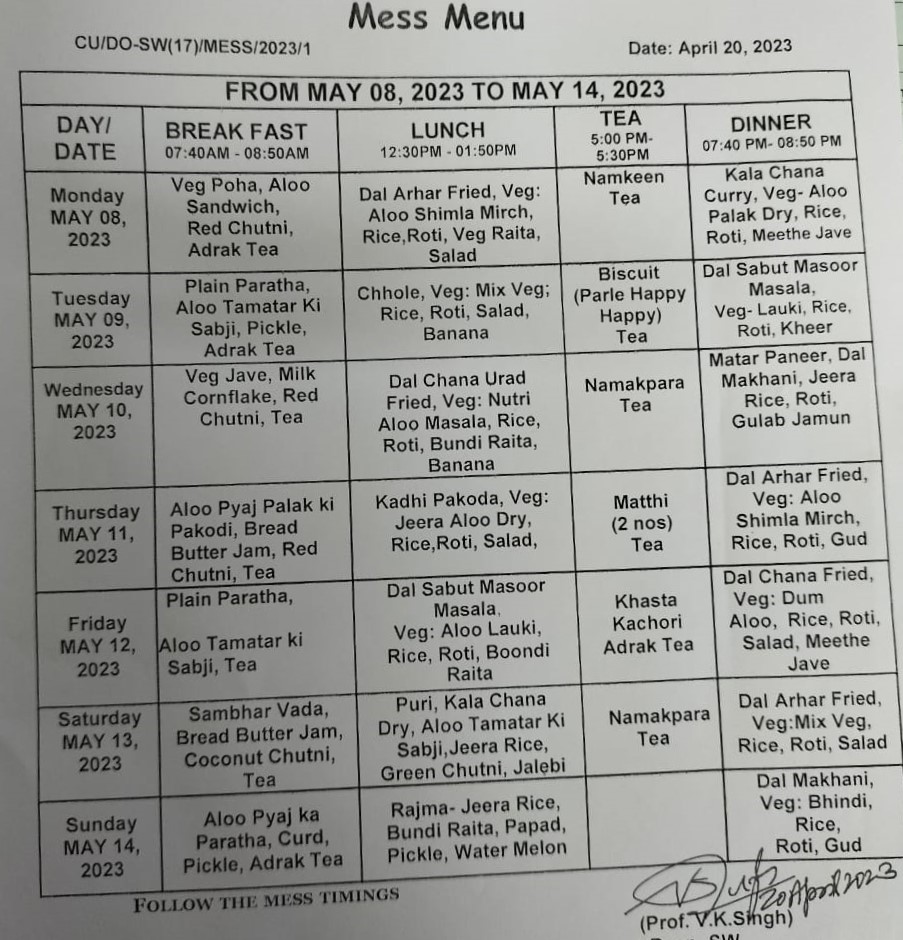 Mess Menu
CU/DO-SW(17)/MESS/2023/1
Date: April 20, 2023
FROM MAY 08, 2023 TO MAY 14, 2023
DAY/
DATE
BREAK FAST
07:40AM - 08:50AM
LUNCH
12:30PM - 01:50PM
TEA
5:00 PM-
5:30PM
DINNER
07:40 PM- 08:50 PM
Monday
MAY 08,
2023
Veg Poha, Aloo
Sandwich,
Red Chutni,
Adrak Tea
Dal Arhar Fried, Veg:
Aloo Shimla Mirch,
Rice,Roti, Veg Raita,
Salad
Namkeen
Tea
Kala Chana
Curry, Veg- Aloo
Palak Dry, Rice,
Roti, Meethe Jave
Tuesday
MAY 09,
2023
Plain Paratha,
Aloo Tamatar Ki
Sabji, Pickle,
Adrak Tea
Chhole, Veg: Mix Veg;
Rice, Roti, Salad,
Banana
Biscuit
(Parle Happy
Happy)
Tea
Dal Sabut Masoor
Masala,
Veg- Lauki, Rice,
Roti, Kheer
Wednesday
MAY 10,
2023
Veg Jave, Milk
Cornflake, Red
Chutni, Tea
Dal Chana Urad
Fried, Veg: Nutri
Aloo Masala, Rice,
Roti, Bundi Raita,
Banana
Namakpara
Tea
Matar Paneer, Dal
Makhani, Jeera
Rice, Roti,
Gulab Jamun
Thursday
MAY 11,
2023
Aloo Pyaj Palak ki
Pakodi, Bread
Butter Jam, Red
Chutni, Tea
Kadhi Pakoda, Veg:
Jeera Aloo Dry,
Rice,Roti, Salad,
Matthi
(2 nos)
Tea
Dal Arhar Fried,
Veg: Aloo
Shimla Mirch,
Rice, Roti, Gud
Friday
MAY 12,
2023
Plain Paratha,
Aloo Tamatar ki
Sabji, Tea
Dal Sabut Masoor
Masala,
Veg: Aloo Lauki,
Rice, Roti, Boondi
Raita
Khasta
Kachori
Adrak Tea
Dal Chana Fried,
Veg: Dum
Aloo, Rice, Roti,
Salad, Meethe
Jave
Saturday
MAY 13,
2023
Sambhar Vada,
Bread Butter Jam,
Coconut Chutni,
Tea
Puri, Kala Chana
Dry, Aloo Tamatar Ki
Sabji,Jeera Rice,
Green Chutni, Jalebi
Namakpara
Tea
Dal Arhar Fried,
Veg:Mix Veg,
Rice, Roti, Salad
Sunday
MAY 14,
2023
Aloo Pyaj ka
Paratha, Curd,
Pickle, Adrak Tea
Rajma- Jeera Rice,
Bundi Raita, Papad,
Pickle, Water Melon
Dal Makhani,
Veg: Bhindi,
Rice,
Roti, Gud
FOLLOW THE MESS TIMINGS
20 April 2023
(Prof. V.K.Singh)